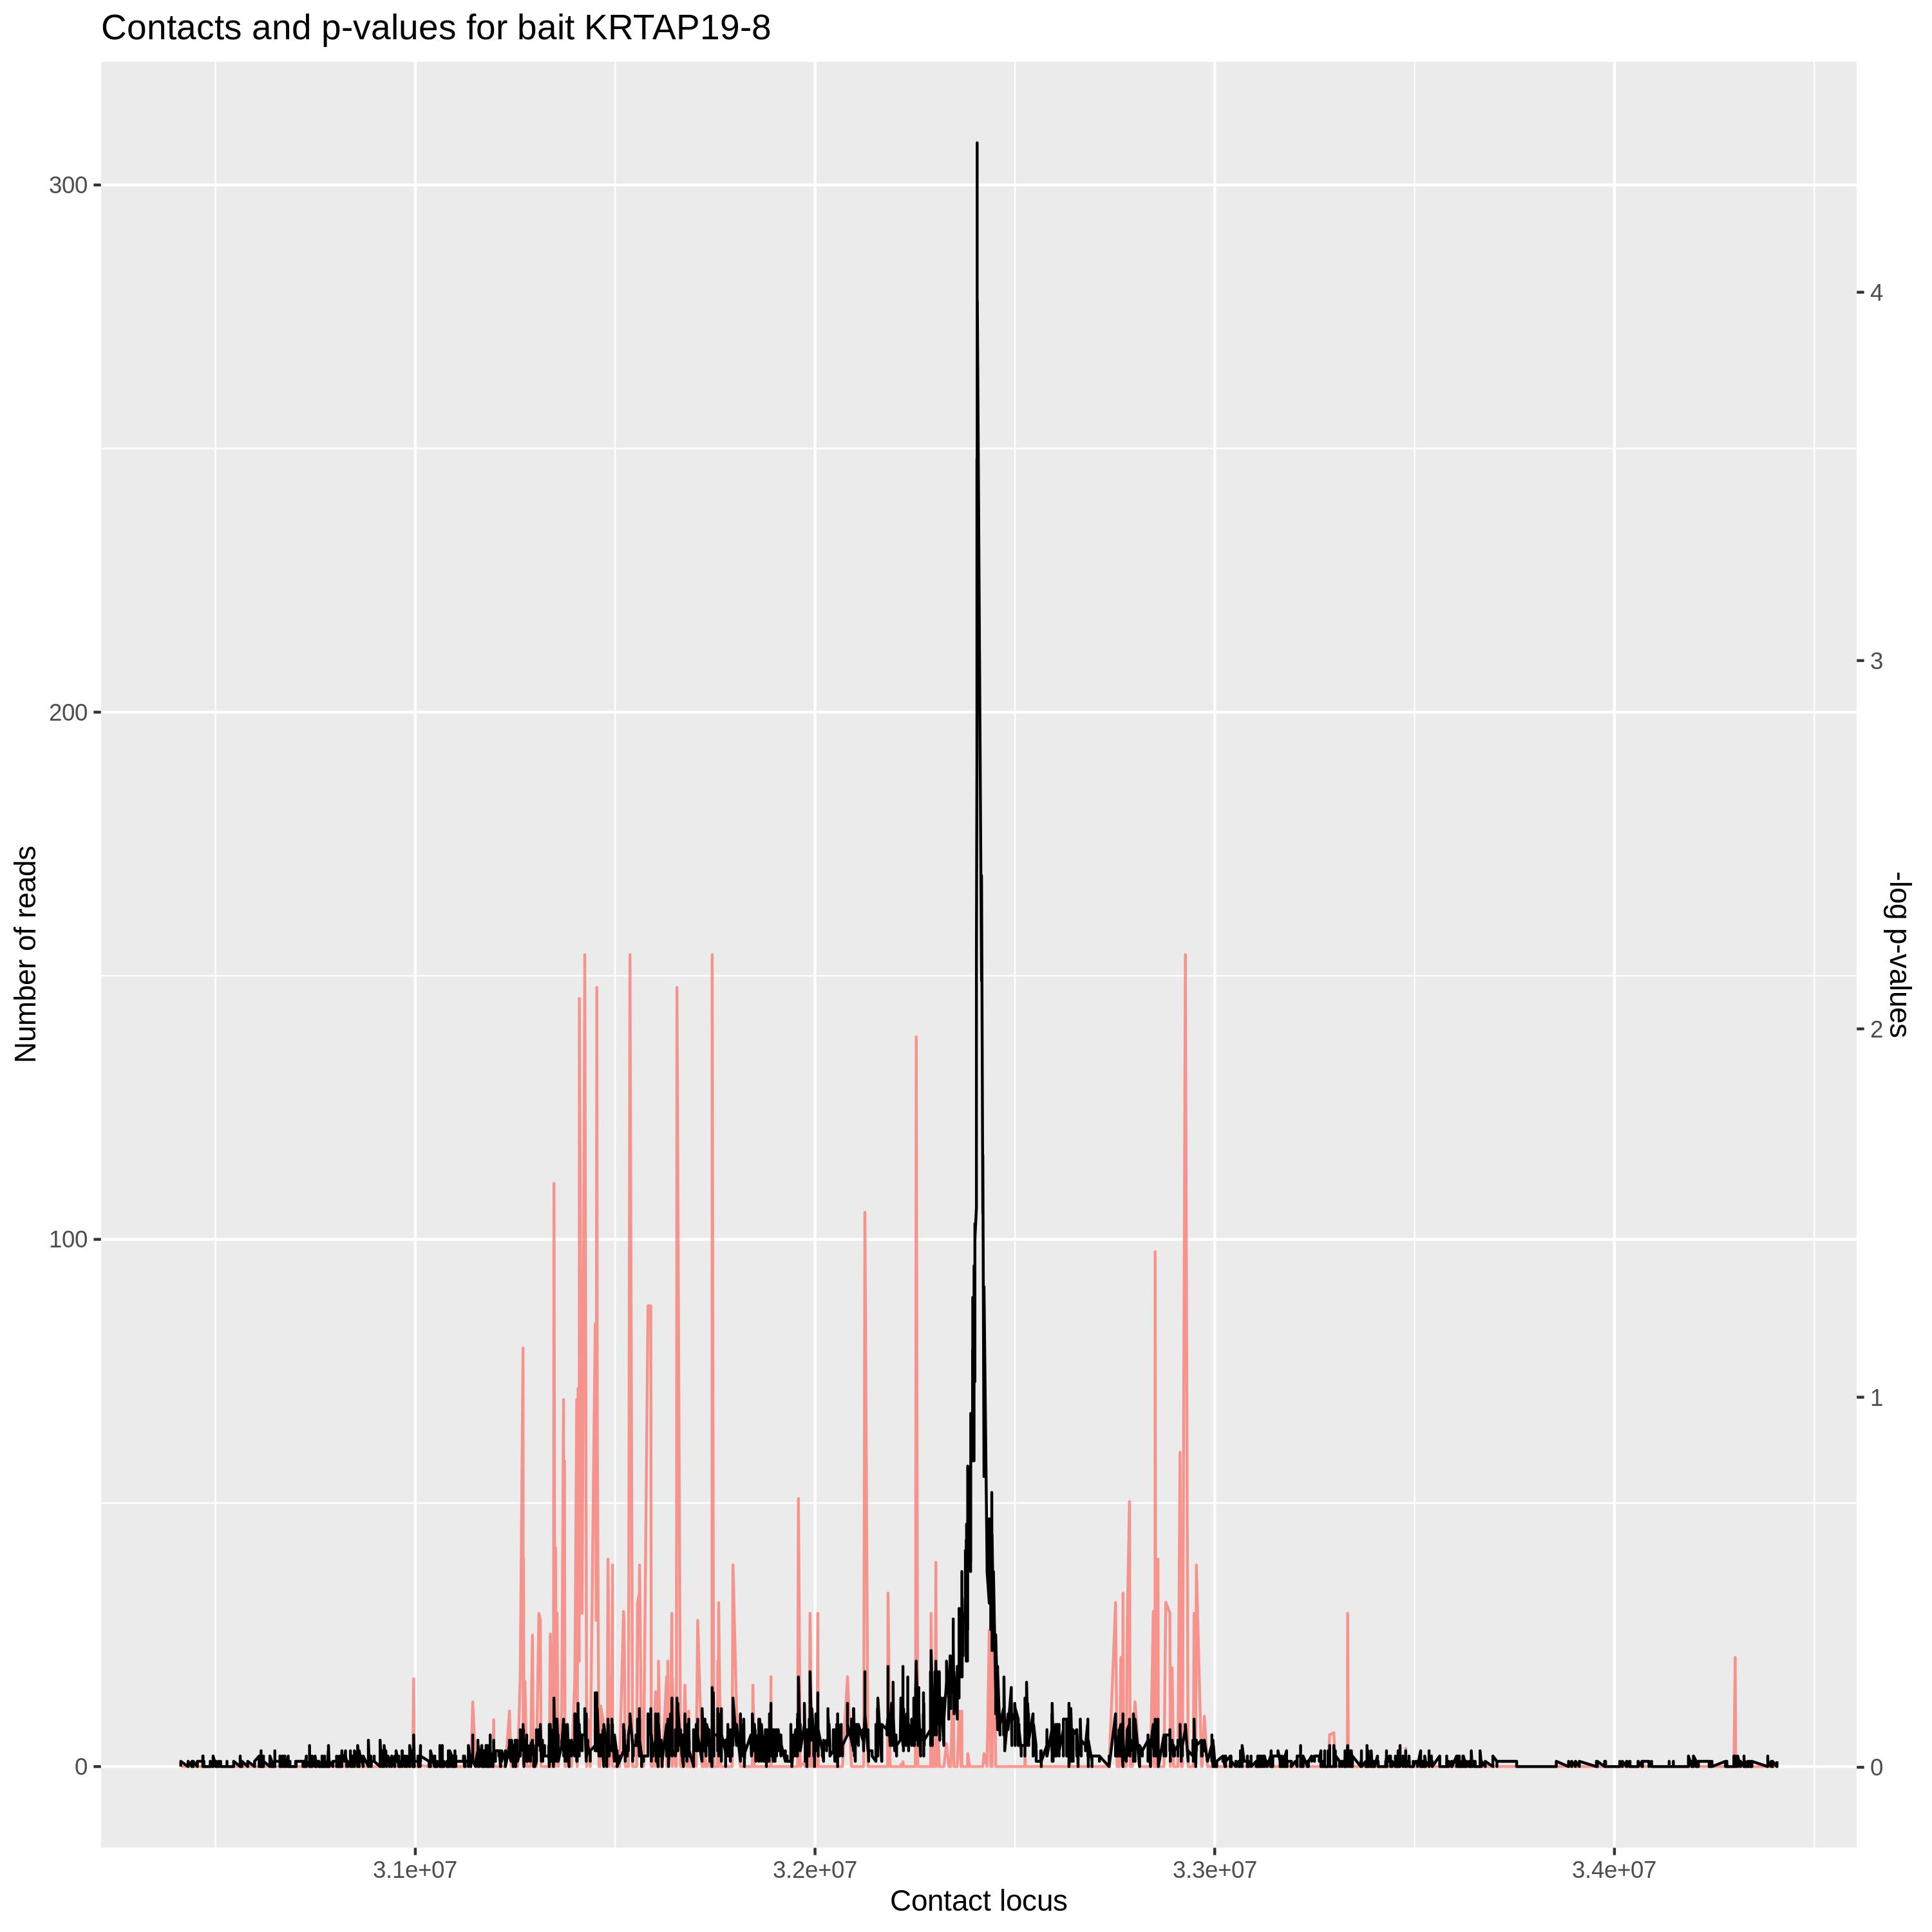 Contacts and p-values for bait KRTAP19-8
Number of reads
300
200
100
0
4
3
2
1
0
-log p-values
3.1e+07
3.2e+07
3.3e+07
3.4e+07
Contact locus